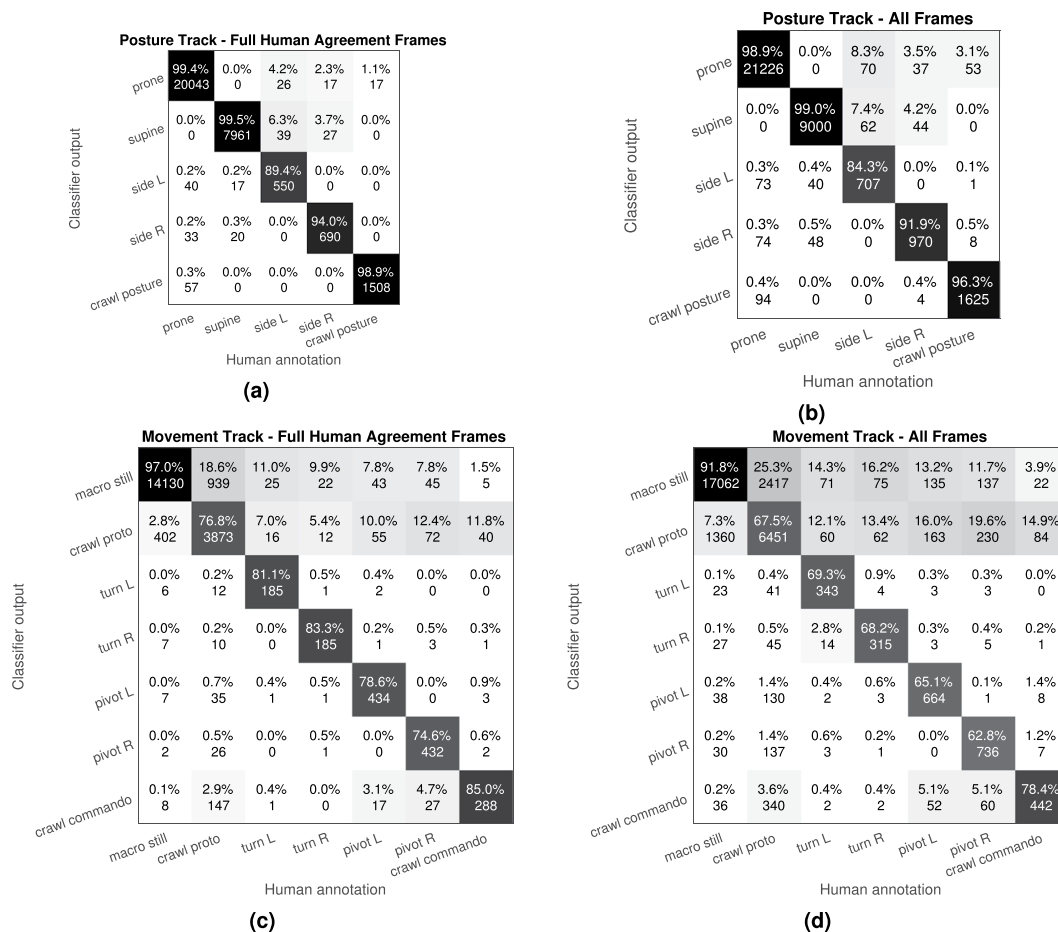 Posture Track - Full Human Agreement Frames
prone 99.4% 0.0% 4.2% 2.3% 1.1%
20043 0 26 17 17
supine 0.0% 99.5% 6.3% 3.7% 0.0%
0 7961 39 27 0
side L 0.2% 0.2% 89.4% 0.0% 0.0%
40 17 550 0 0
side R 0.2% 0.3% 0.0% 94.0% 0.0%
33 20 0 690 0
crawl posture 0.3% 0.0% 0.0% 0.0% 98.9%
57 0 0 0 1508
Classifier output
prone supine side L side R crawl posture
Human annotation
(a)
Posture Track - All Frames
prone 98.9% 0.0% 8.3% 3.5% 3.1%
21226 0 70 37 53
supine 0.0% 99.0% 7.4% 4.2% 0.0%
0 9000 62 44 0
side L 0.3% 0.4% 84.3% 0.0% 0.1%
73 40 707 0 1
side R 0.3% 0.5% 0.0% 91.9% 0.5%
74 48 0 970 8
crawl posture 0.4% 0.0% 0.0% 0.4% 96.3%
94 0 0 4 1625
Classifier output
prone supine side L side R crawl posture
Human annotation
(b)
Movement Track - Full Human Agreement Frames
macro still 97.0% 18.6% 11.0% 9.9% 7.8% 7.8% 1.5%
14130 939 25 22 43 45 5
crawl proto 2.8% 76.8% 7.0% 5.4% 10.0% 12.4% 11.8%
402 3873 16 12 55 72 40
turn L 0.0% 0.2% 81.1% 0.5% 0.4% 0.0% 0.0%
6 12 185 1 2 0 0
turn R 0.0% 0.2% 0.0% 83.3% 0.2% 0.5% 0.3%
7 10 0 185 1 3 1
pivot L 0.0% 0.7% 0.4% 0.5% 78.6% 0.0% 0.9%
7 35 1 1 434 0 3
pivot R 0.0% 0.5% 0.0% 0.5% 0.0% 74.6% 0.6%
2 26 0 1 0 432 2
crawl commando 0.1% 2.9% 0.4% 0.0% 3.1% 4.7% 85.0%
8 147 1 0 17 27 288
Classifier output
macro still crawl proto turn L turn R pivot L pivot R crawl commando
Human annotation
(c)
Movement Track - All Frames
macro still 91.8% 25.3% 14.3% 16.2% 13.2% 11.7% 3.9%
17062 2417 71 75 135 137 22
crawl proto 7.3% 67.5% 12.1% 13.4% 16.0% 19.6% 14.9%
1360 6451 60 62 163 230 84
turn L 0.1% 0.4% 69.3% 0.9% 0.3% 0.3% 0.0%
23 41 343 4 3 3 0
turn R 0.1% 0.5% 2.8% 68.2% 0.3% 0.4% 0.2%
27 45 14 315 3 5 1
pivot L 0.2% 1.4% 0.4% 0.6% 65.1% 0.1% 1.4%
38 130 2 3 664 1 8
pivot R 0.2% 1.4% 0.6% 0.2% 0.0% 62.8% 1.2%
30 137 3 1 0 736 7
crawl commando 0.2% 3.6% 0.4% 0.4% 5.1% 5.1% 78.4%
36 340 2 2 52 60 442
Classifier output
macro still crawl proto turn L turn R pivot L pivot R crawl commando
Human annotation
(d)